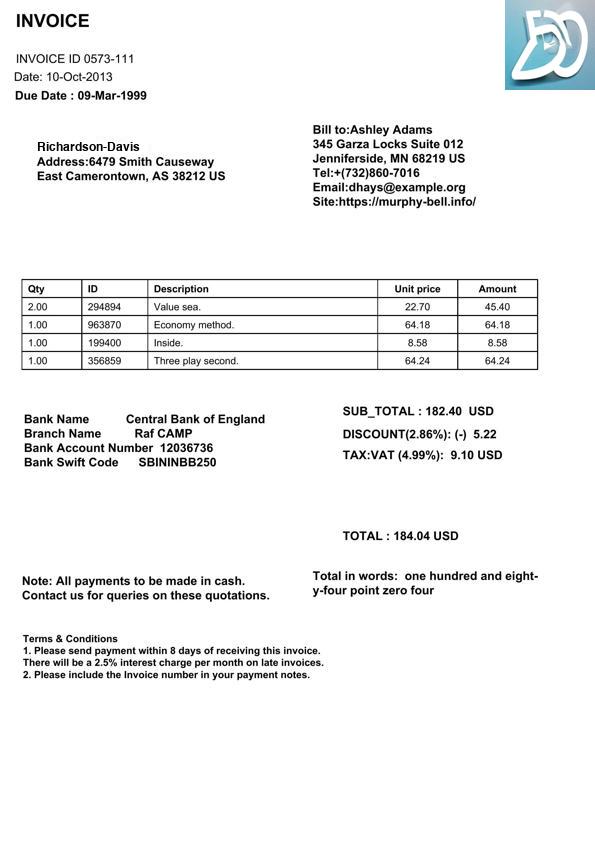 INVOICE
INVOICE ID 0573-111
Date: 10-Oct-2013
Due Date : 09-Mar-1999
Richardson-Davis
Address:6479 Smith Causeway
East Camerontown, AS 38212 US
Bill to:Ashley Adams
345 Garza Locks Suite 012
Jenniferside, MN 68219 US
Tel:+(732)860-7016
Email:dhays@example.org
Site:https://murphy-bell.info/
Qty ID Description Unit price Amount
2.00 294894 Value sea. 22.70 45.40
1.00 963870 Economy method. 64.18 64.18
1.00 199400 Inside. 8.58 8.58
1.00 356859 Three play second. 64.24 64.24
Bank Name Central Bank of England
Branch Name Raf CAMP
Bank Account Number 12036736
Bank Swift Code SBININBB250
SUB_TOTAL : 182.40 USD
DISCOUNT(2.86%): (-) 5.22
TAX:VAT (4.99%): 9.10 USD
TOTAL : 184.04 USD
Total in words: one hundred and eight-
y-four point zero four
Note: All payments to be made in cash.
Contact us for queries on these quotations.
Terms & Conditions
1. Please send payment within 8 days of receiving this invoice.
There will be a 2.5% interest charge per month on late invoices.
2. Please include the Invoice number in your payment notes.